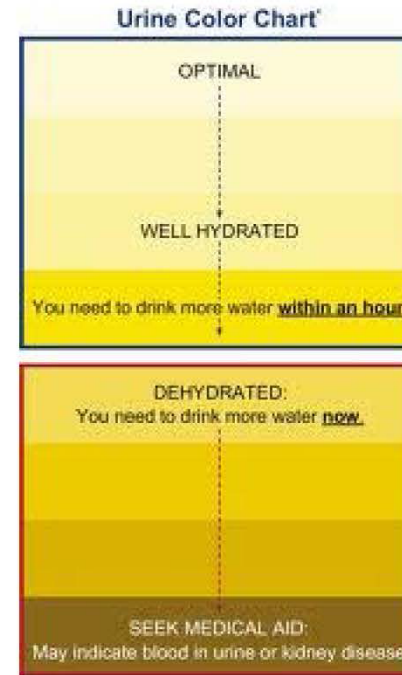 Urine Color Chart*
OPTIMAL
WELL HYDRATED
You need to drink more water within an hour
DEHYDRATED:
You need to drink more water now.
SEEK MEDICAL AID:
May indicate blood in urine or kidney disease